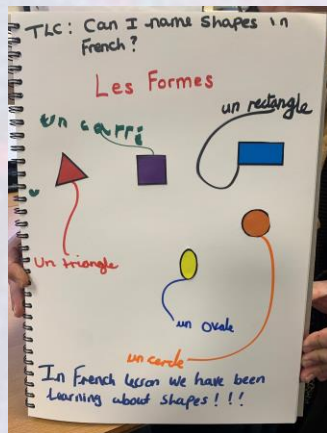 TLC: Can I name Shapes in
French?
Les Formes
un rectangle
un carré
un triangle
un ovale
un cercle
In French lesson we have been
learning about shapes!!!